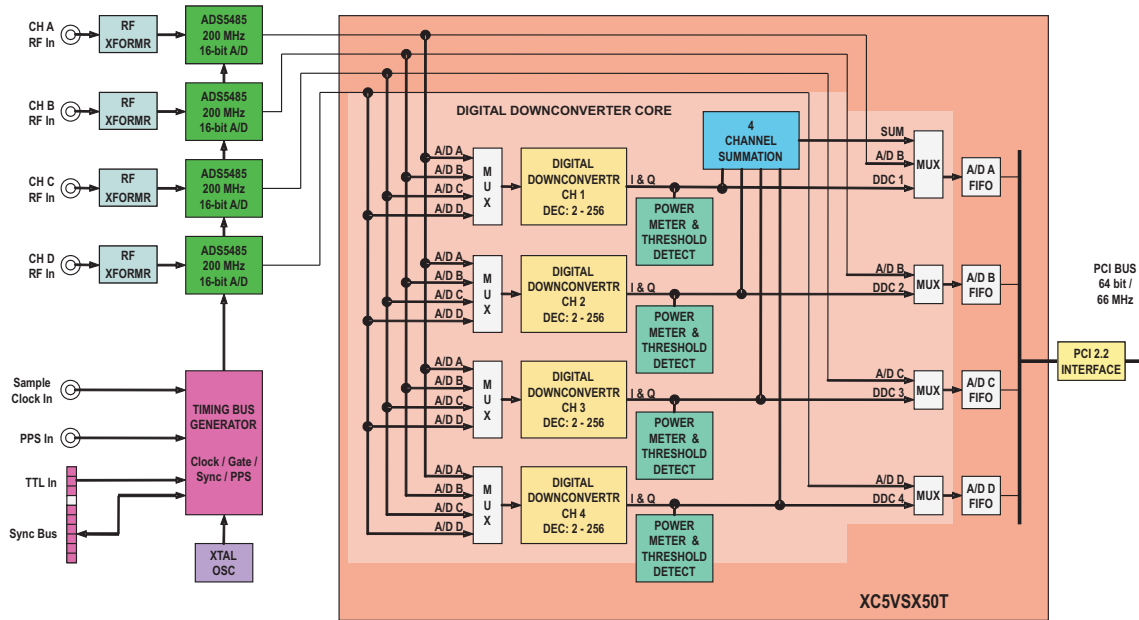 CH A
RF In
RF
XFORMR
ADS5485
200 MHz
16-bit A/D
CH B
RF In
RF
XFORMR
ADS5485
200 MHz
16-bit A/D
CH C
RF In
RF
XFORMR
ADS5485
200 MHz
16-bit A/D
CH D
RF In
RF
XFORMR
ADS5485
200 MHz
16-bit A/D
Sample
Clock In
PPS In
TTL In
Sync Bus
TIMING BUS
GENERATOR
Clock / Gate /
Sync / PPS
XTAL
OSC
DIGITAL DOWNCONVERTER CORE
4
CHANNEL
SUMMATION
A/D A
A/D B
A/D C
A/D D
M
U
X
DIGITAL
DOWNCONVERTR
CH 1
DEC: 2 - 256
I & Q
POWER
METER &
THRESHOLD
DETECT
SUM
A/D B
DDC 1
MUX
A/D A
FIFO
A/D A
A/D B
A/D C
A/D D
M
U
X
DIGITAL
DOWNCONVERTR
CH 2
DEC: 2 - 256
I & Q
POWER
METER &
THRESHOLD
DETECT
A/D B
DDC 2
MUX
A/D B
FIFO
A/D A
A/D B
A/D C
A/D D
M
U
X
DIGITAL
DOWNCONVERTR
CH 3
DEC: 2 - 256
I & Q
POWER
METER &
THRESHOLD
DETECT
A/D C
DDC 3
MUX
A/D C
FIFO
A/D A
A/D B
A/D C
A/D D
M
U
X
DIGITAL
DOWNCONVERTR
CH 4
DEC: 2 - 256
I & Q
POWER
METER &
THRESHOLD
DETECT
A/D D
DDC 4
MUX
A/D D
FIFO
PCI BUS
64 bit /
66 MHz
PCI 2.2
INTERFACE
XC5VSX50T